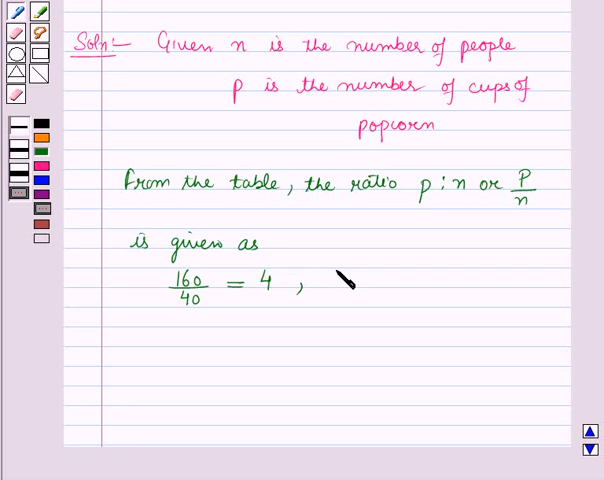 Soln:- Given n is the number of people
p is the number of cups of
popcorn
From the table, the ratio p : n or p/n
is given as
160/40 = 4 ,